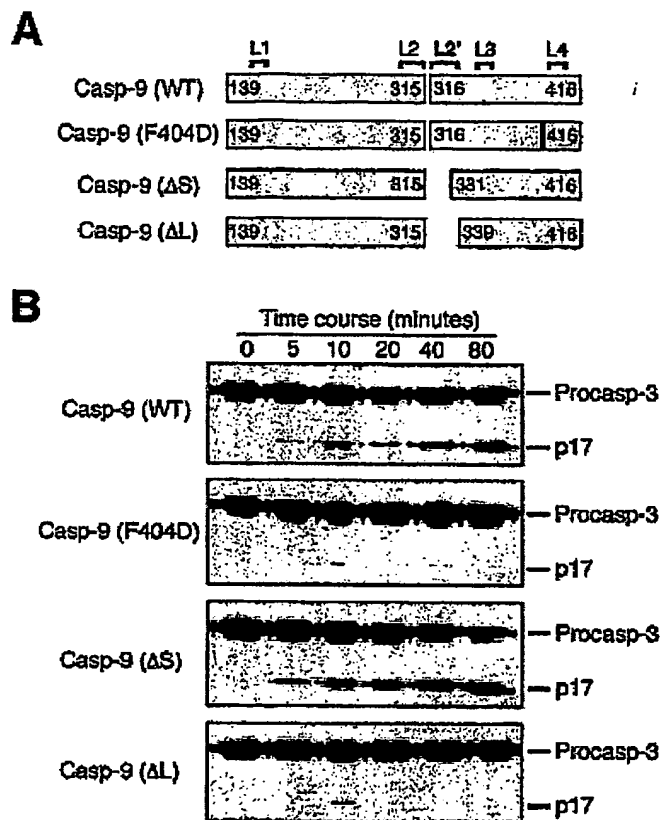 A
L1 L2 L2' L3 L4
Casp-9 (WT) 139 315 316 416 i
Casp-9 (F404D) 139 315 316 416
Casp-9 (ΔS) 139 315 331 416
Casp-9 (ΔL) 139 315 339 416
B
Time course (minutes)
0 5 10 20 40 80
Casp-9 (WT)
Procasp-3
p17
Casp-9 (F404D)
Procasp-3
p17
Casp-9 (ΔS)
Procasp-3
p17
Casp-9 (ΔL)
Procasp-3
p17